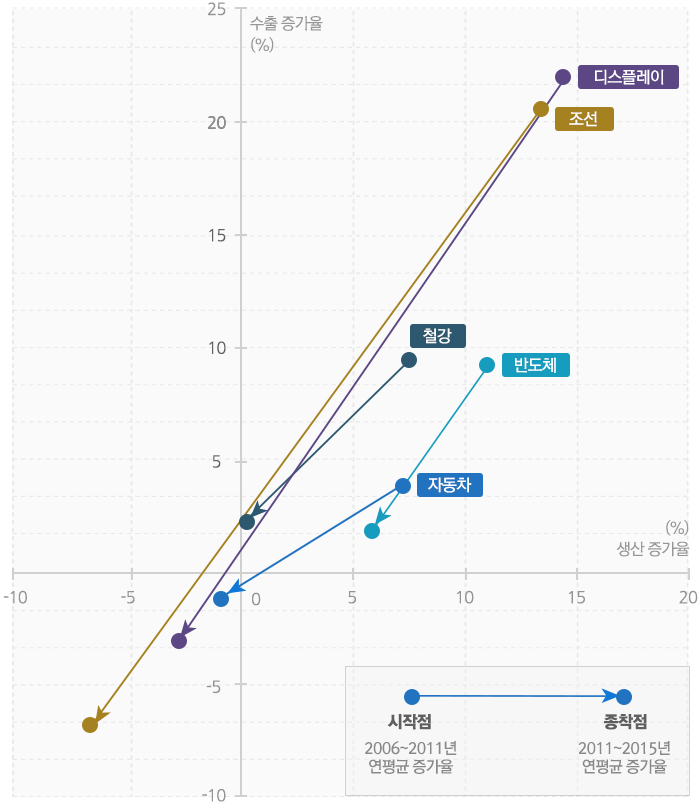 25
수출 증가율
(%)
디스플레이
조선
20
15
철강
10
반도체
5
자동차
(%)
생산 증가율
-10
-5
0
5
10
15
20
-5
시작점
종착점
2006~2011년
연평균 증가율
2011~2015년
연평균 증가율
-10